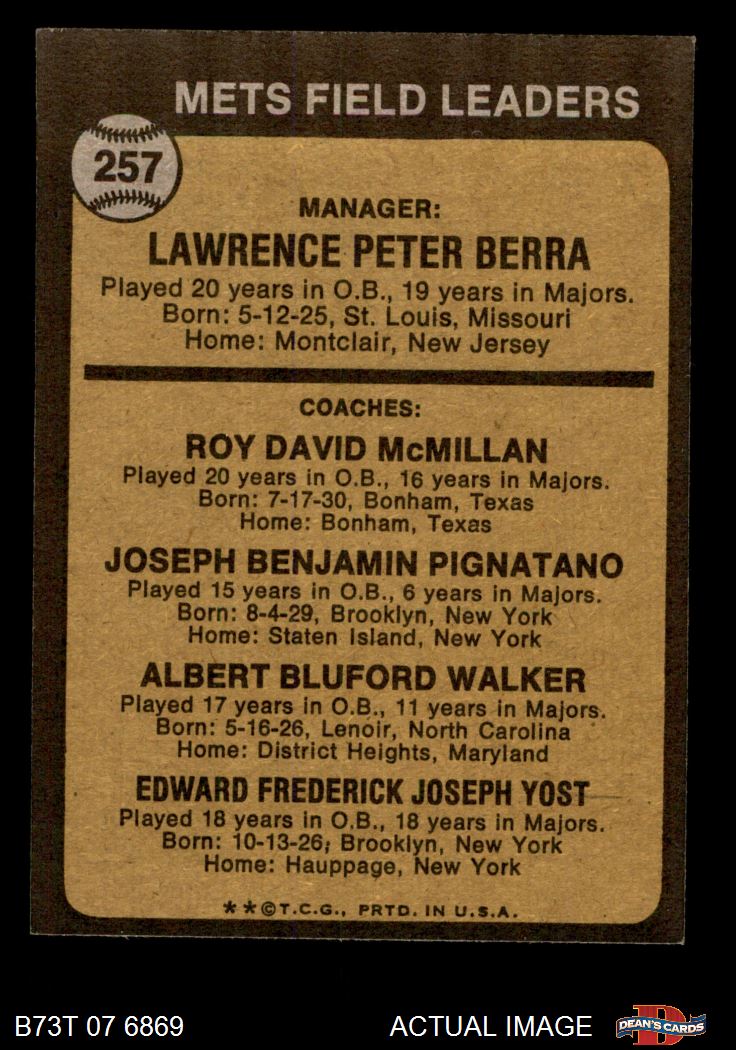 METS FIELD LEADERS
257
MANAGER:
LAWRENCE PETER BERRA
Played 20 years in O.B., 19 years in Majors.
Born: 5-12-25, St. Louis, Missouri
Home: Montclair, New Jersey
COACHES:
ROY DAVID McMILLAN
Played 20 years in O.B., 16 years in Majors.
Born: 7-17-30, Bonham, Texas
Home: Bonham, Texas
JOSEPH BENJAMIN PIGNATANO
Played 15 years in O.B., 6 years in Majors.
Born: 8-4-29, Brooklyn, New York
Home: Staten Island, New York
ALBERT BLUFORD WALKER
Played 17 years in O.B., 11 years in Majors.
Born: 5-16-26, Lenoir, North Carolina
Home: District Heights, Maryland
EDWARD FREDERICK JOSEPH YOST
Played 18 years in O.B., 18 years in Majors.
Born: 10-13-26, Brooklyn, New York
Home: Hauppage, New York
**©T.C.G., PRTD. IN U.S.A.
B73T 07 6869 ACTUAL IMAGE D DEAN'S CARDS